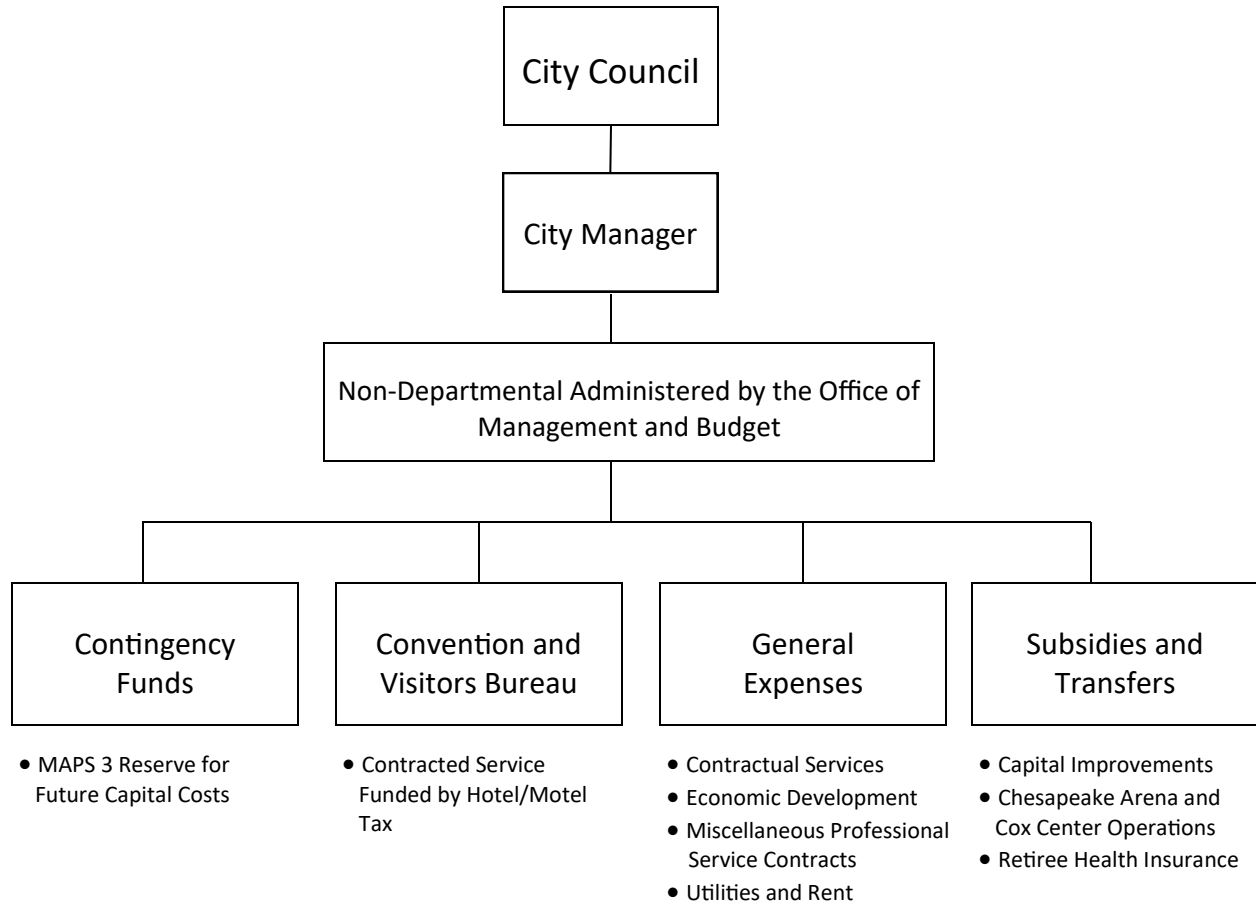 City Council
City Manager
Non-Departmental Administered by the Office of
Management and Budget
Contingency
Funds
• MAPS 3 Reserve for
Future Capital Costs
Convention and
Visitors Bureau
• Contracted Service
Funded by Hotel/Motel
Tax
General
Expenses
• Contractual Services
• Economic Development
• Miscellaneous Professional
Service Contracts
• Utilities and Rent
Subsidies and
Transfers
• Capital Improvements
• Chesapeake Arena and
Cox Center Operations
• Retiree Health Insurance